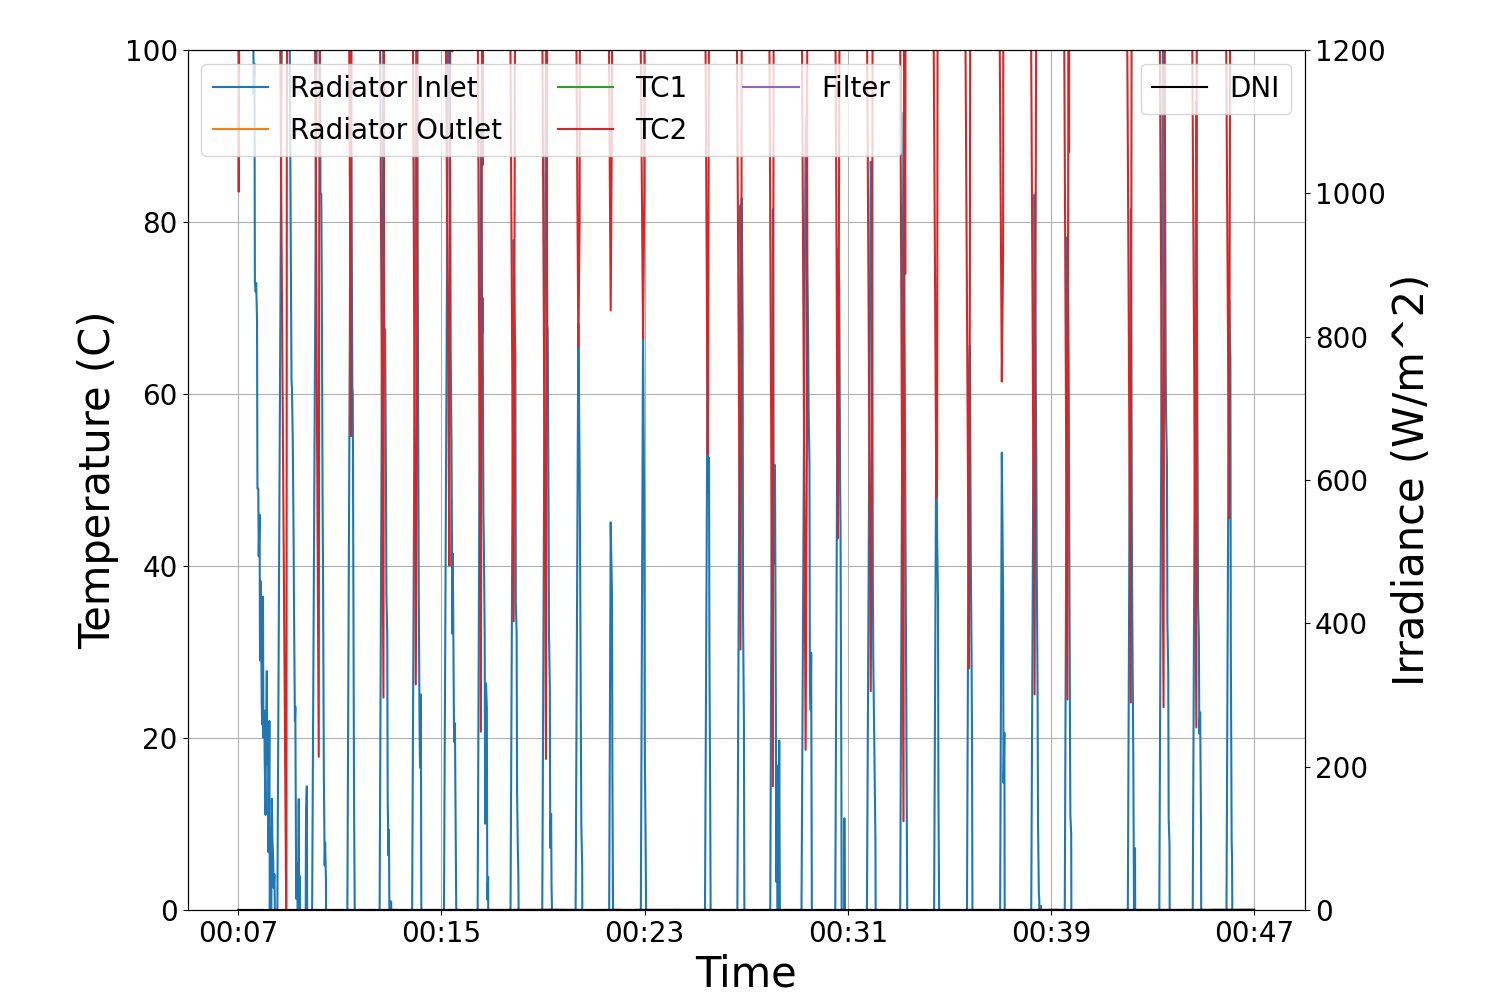 100
80
60
40
20
0
Temperature (C)
Radiator Inlet
Radiator Outlet
TC1
TC2
Filter
DNI
1200
1000
800
600
400
200
0
Irradiance (W/m^2)
00:07 00:15 00:23 00:31 00:39 00:47
Time